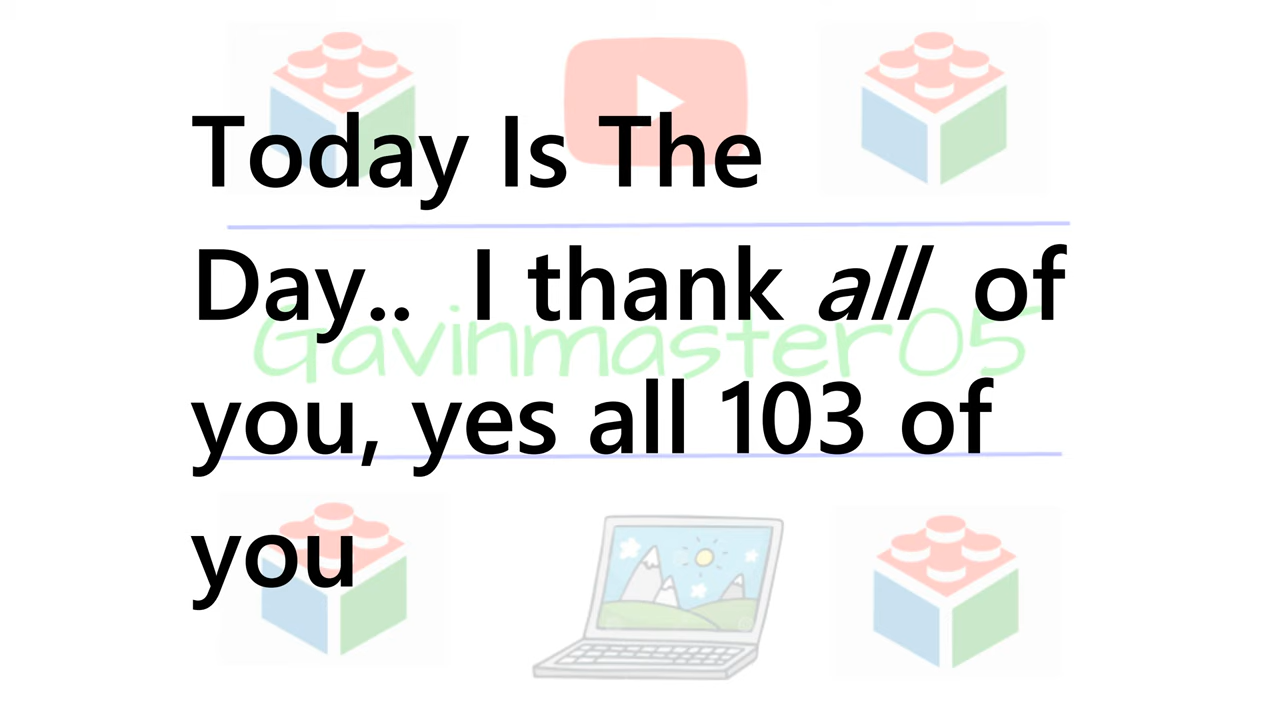 Today Is The
Day.. I thank all of
Gavinmaster05
you, yes all 103 of
you